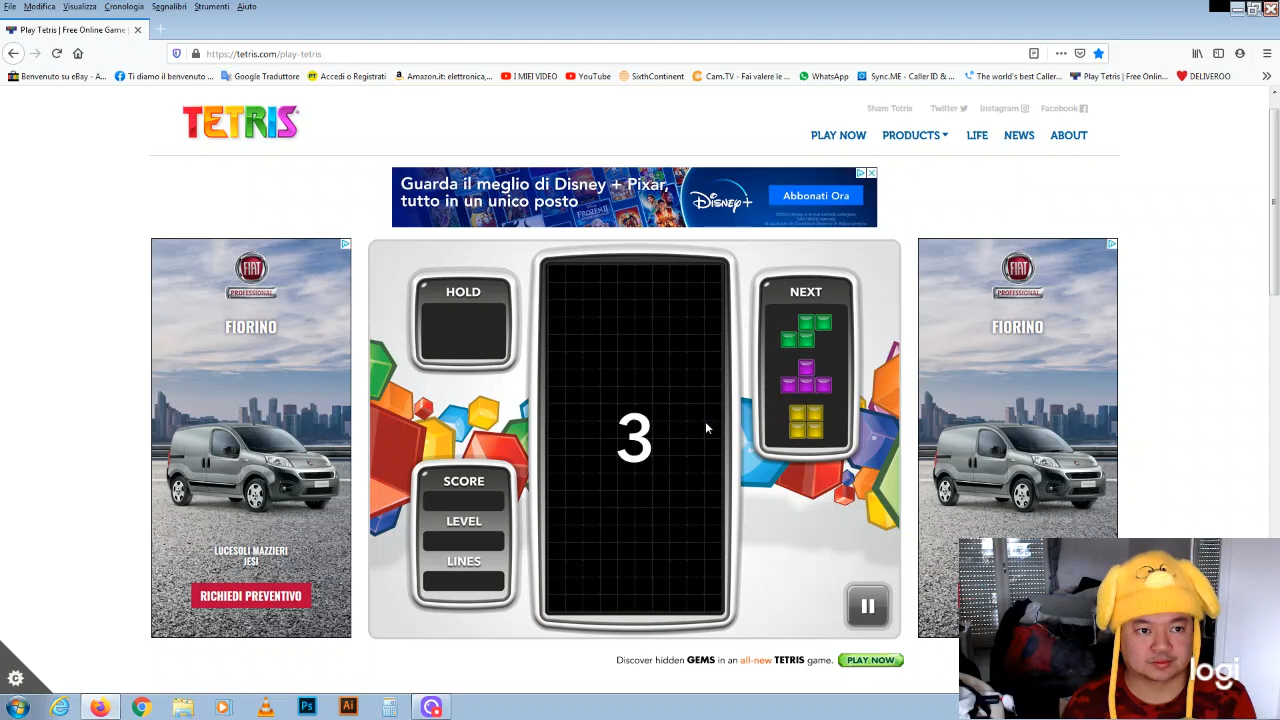 File Modifica Visualizza Cronologia Segnalibri Strumenti Aiuto
Play Tetris | Free Online Game
https://tetris.com/play-tetris
Benvenuto su eBay - A... Ti diamo il benvenuto ... Google Traduttore Accedi o Registrati Amazon.it: elettronica,... I MIEI VIDEO YouTube SixthContinent Cam.TV - Fai valere le ... WhatsApp Sync.ME - Caller ID & ... The world's best Caller... Play Tetris | Free Onlin... DELIVEROO
TETRIS
Share Tetris Twitter Instagram Facebook
PLAY NOW PRODUCTS LIFE NEWS ABOUT
Guarda il meglio di Disney + Pixar,
tutto in un unico posto
Disney+
Abbonati Ora
FIAT
PROFESSIONAL
FIORINO
LUCESOLI MAZZIERI
JESI
RICHIEDI PREVENTIVO
HOLD
SCORE
LEVEL
LINES
3
NEXT
FIAT
PROFESSIONAL
FIORINO
Discover hidden GEMS in an all-new TETRIS game. PLAY NOW
logi
Ps
Ai